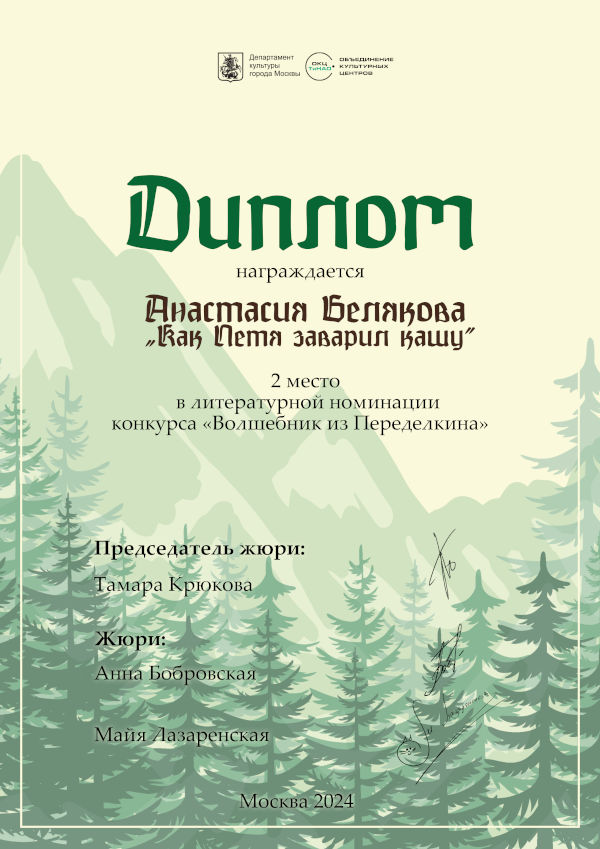 Департамент
культуры
города Москвы
ОКЦ
ТиНАО
ОБЪЕДИНЕНИЕ
КУЛЬТУРНЫХ
ЦЕНТРОВ
Диплом
награждается
Анастасия Белякова
„Как Петя заварил кашу”
2 место
в литературной номинации
конкурса «Волшебник из Переделкина»
Председатель жюри:
Тамара Крюкова
Жюри:
Анна Бобровская
Майя Лазаренская
Москва 2024